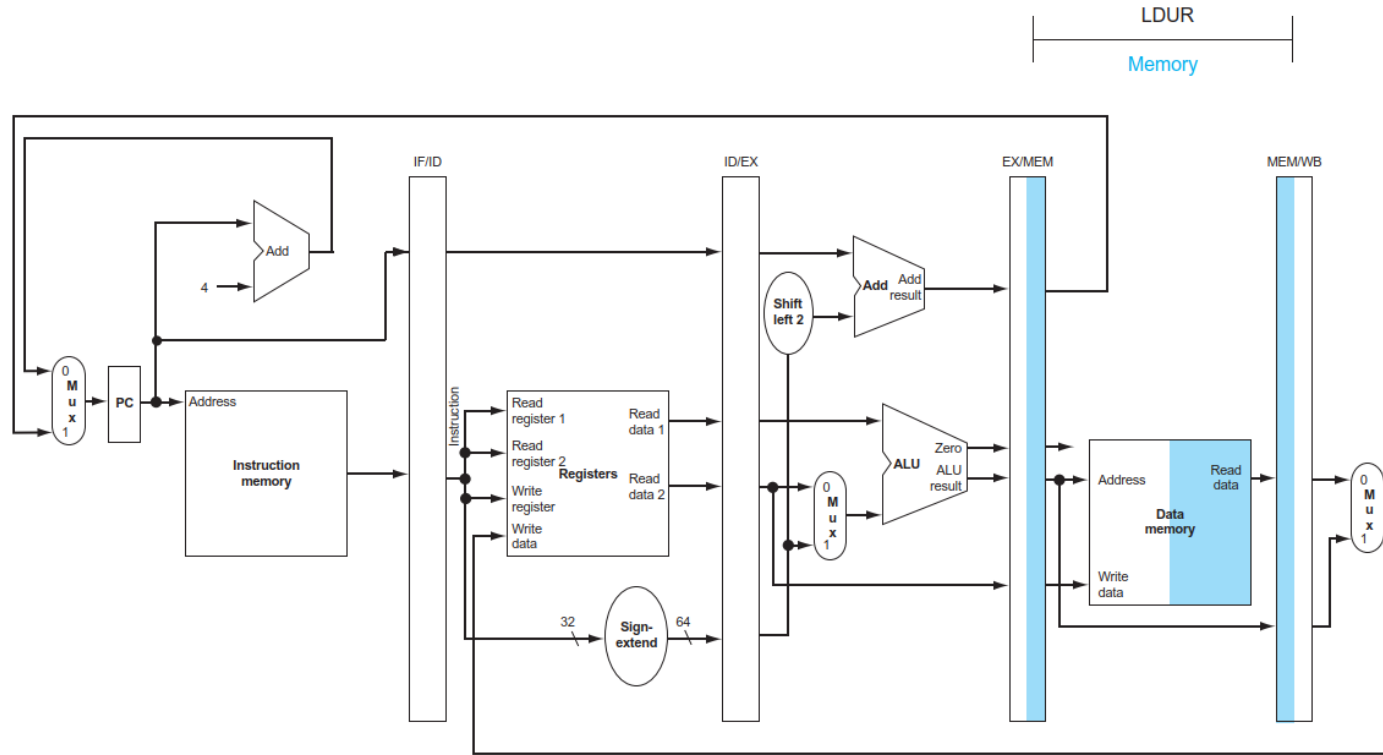 LDUR
Memory
IF/ID
ID/EX
EX/MEM
MEM/WB
Add
4
Add
Add
result
Shift
left 2
0
M
u
x
1
PC
Address
Instruction
memory
Instruction
Read
register 1
Read
register 2
Write
register
Write
data
Registers
Read
data 1
Read
data 2
0
M
u
x
1
ALU
Zero
ALU
result
Address
Read
data
Data
memory
Write
data
0
M
u
x
1
32
Sign-
extend
64